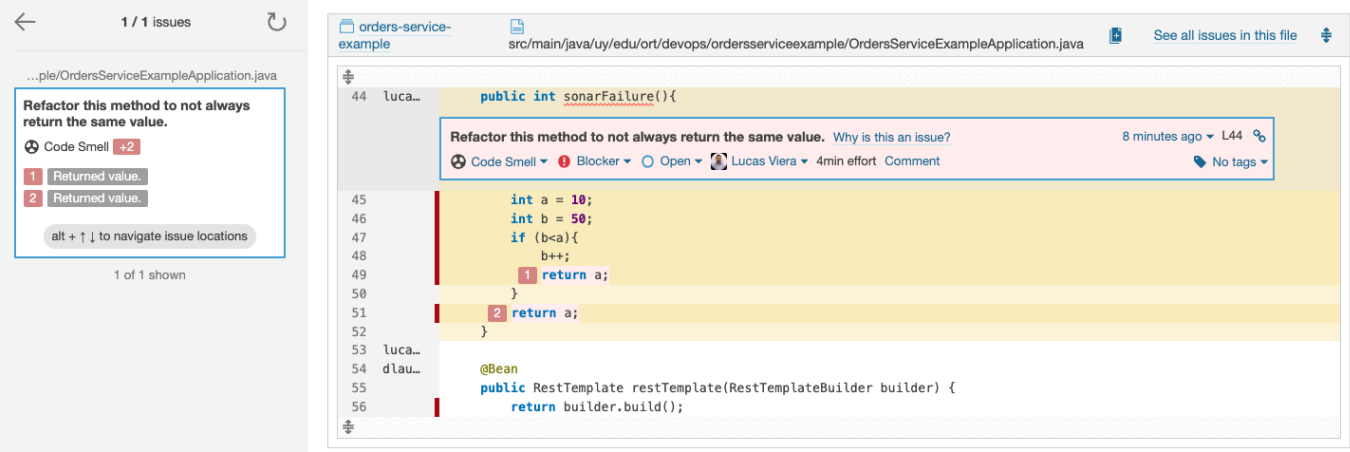 1 / 1 issues
…ple/OrdersServiceExampleApplication.java
Refactor this method to not always
return the same value.
Code Smell +2
1 Returned value.
2 Returned value.
alt + ↑ ↓ to navigate issue locations
1 of 1 shown
orders-service-
example
src/main/java/uy/edu/ort/devops/ordersserviceexample/OrdersServiceExampleApplication.java
See all issues in this file
44 luca… public int sonarFailure(){
Refactor this method to not always return the same value. Why is this an issue? 8 minutes ago L44
Code Smell Blocker Open Lucas Viera 4min effort Comment No tags
45 int a = 10;
46 int b = 50;
47 if (b<a){
48 b++;
49 1 return a;
50 }
51 2 return a;
52 }
53 luca…
54 dlau… @Bean
55 public RestTemplate restTemplate(RestTemplateBuilder builder) {
56 return builder.build();